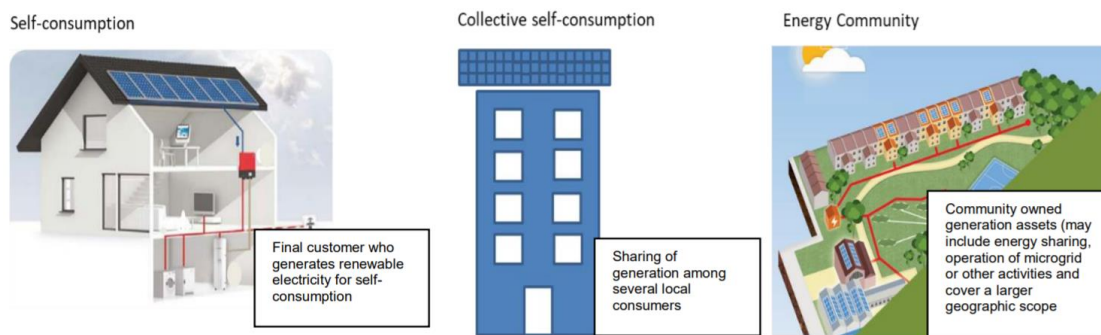 Self-consumption
Collective self-consumption
Energy Community
Final customer who
generates renewable
electricity for self-
consumption
Sharing of
generation among
several local
consumers
Community owned
generation assets (may
include energy sharing,
operation of microgrid
or other activities and
cover a larger
geographic scope